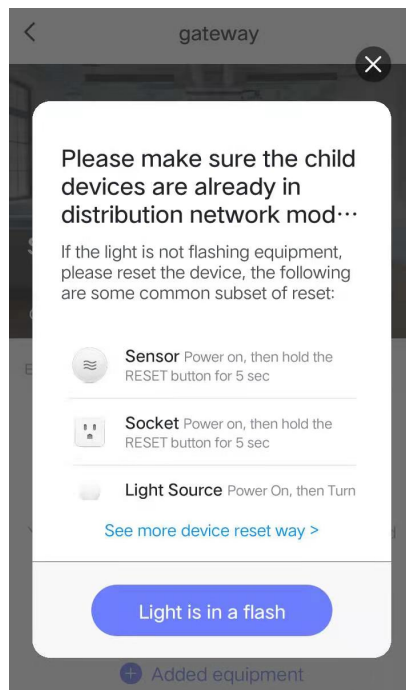 gateway
Please make sure the child
devices are already in
distribution network mod···
If the light is not flashing equipment,
please reset the device, the following
are some common subset of reset:
Sensor Power on, then hold the
RESET button for 5 sec
Socket Power on, then hold the
RESET button for 5 sec
Light Source Power On, then Turn
See more device reset way >
Light is in a flash
Added equipment